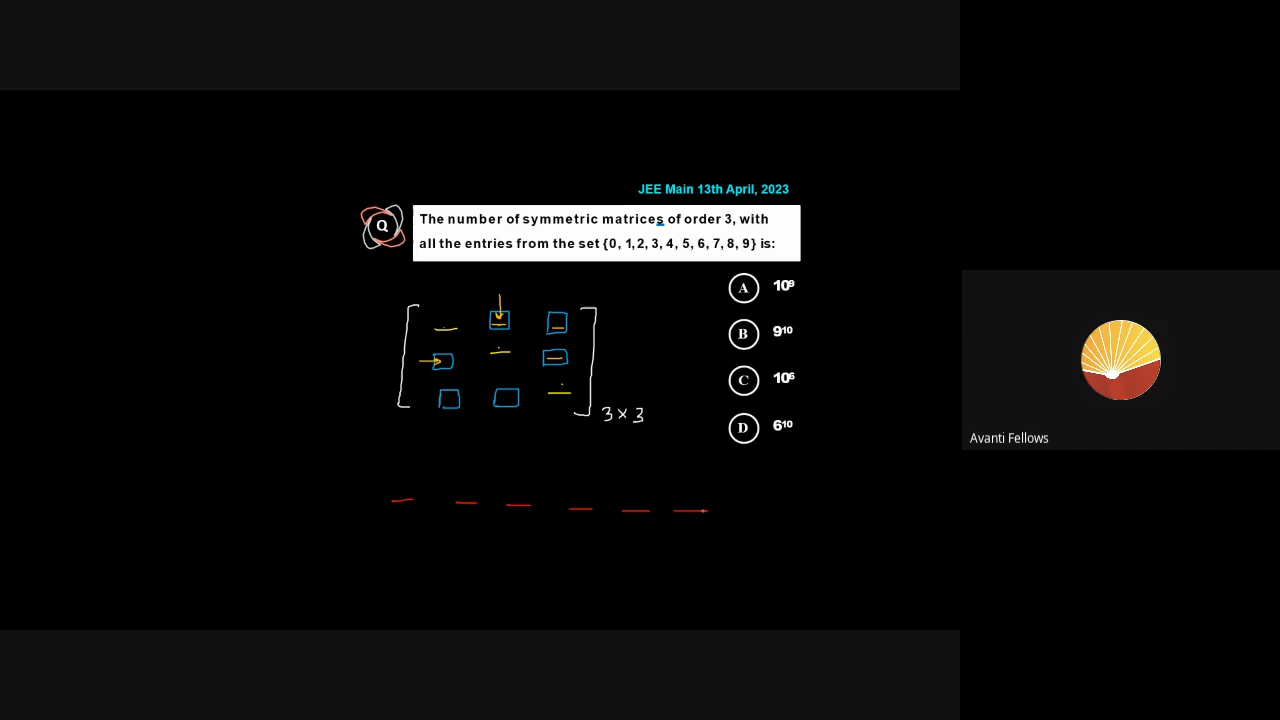 JEE Main 13th April, 2023
Q
The number of symmetric matrices of order 3, with
all the entries from the set {0, 1, 2, 3, 4, 5, 6, 7, 8, 9} is:
A 10⁹
B 9¹⁰
C 10⁶
D 6¹⁰
3 × 3
Avanti Fellows